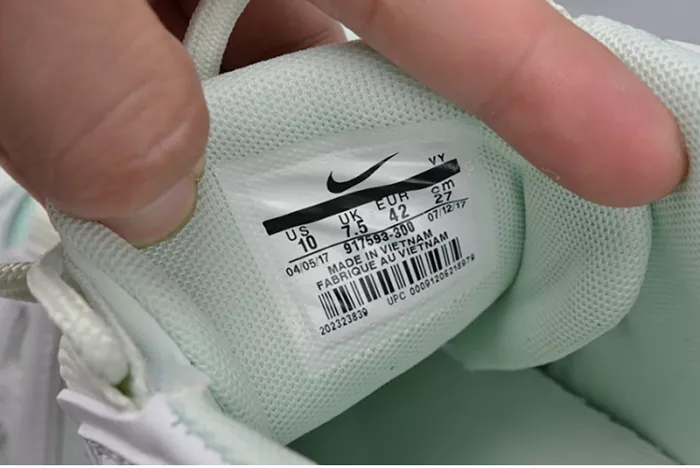 VY
US UK EUR cm
10 7.5 42 27
04/05/17 917593-300 07/12/17
MADE IN VIETNAM
FABRIQUE AU VIETNAM
202323839 UPC 00091206218979